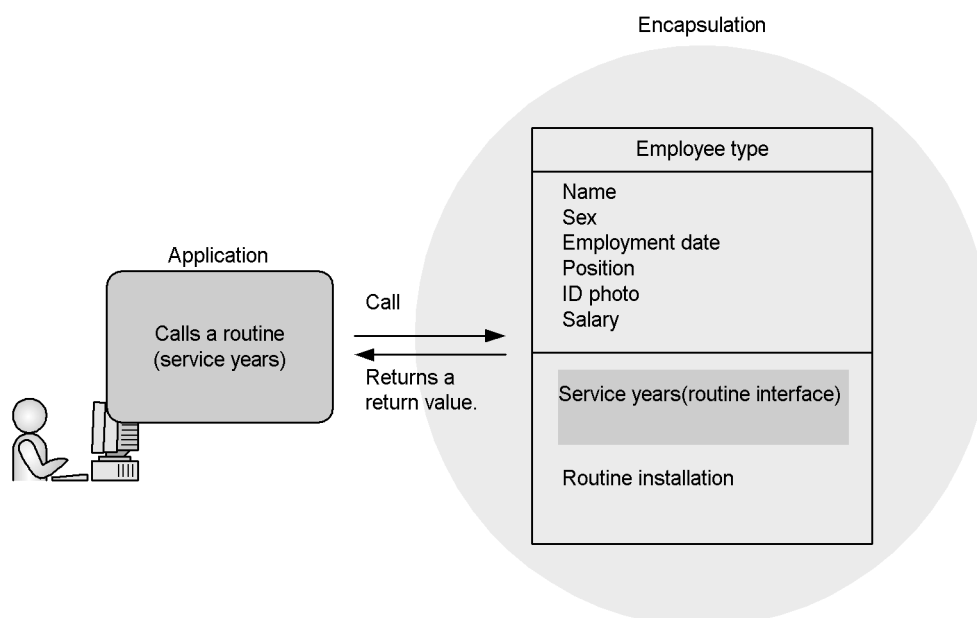 Encapsulation
Employee type
Name
Sex
Employment date
Position
ID photo
Salary
Application
Calls a routine
(service years)
Call
Returns a
return value.
Service years(routine interface)
Routine installation